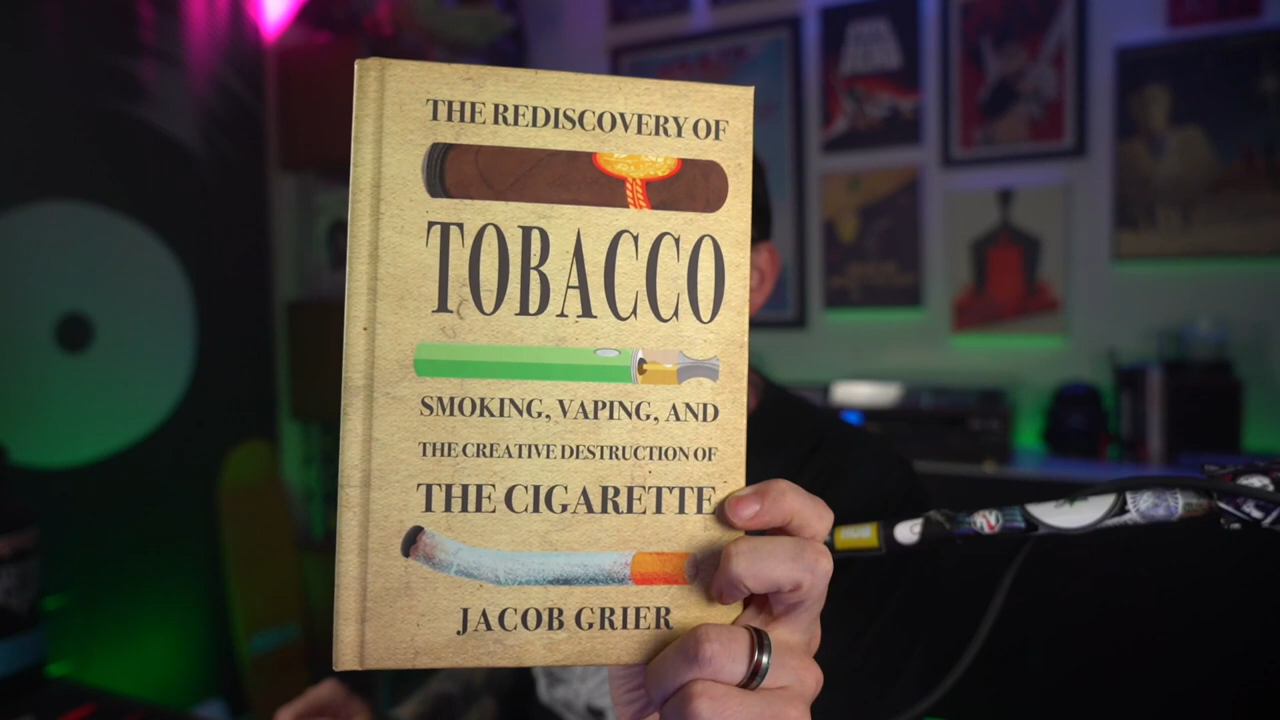 THE REDISCOVERY OF
TOBACCO
SMOKING, VAPING, AND
THE CREATIVE DESTRUCTION OF
THE CIGARETTE
JACOB GRIER